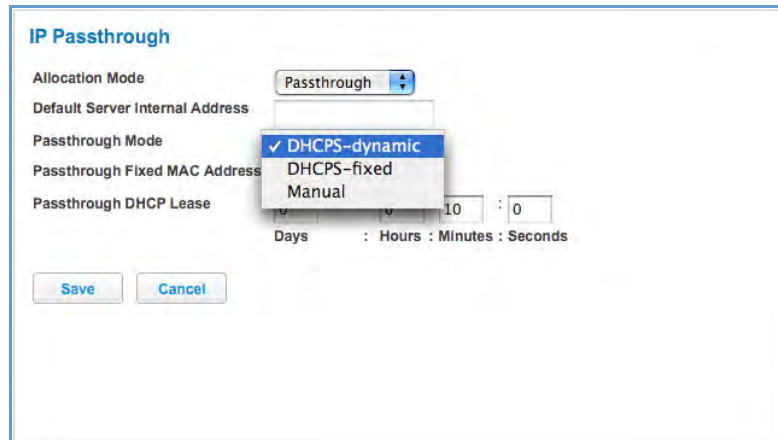 IP Passthrough
Allocation Mode
Passthrough
Default Server Internal Address
Passthrough Mode
✓ DHCPS-dynamic
DHCPS-fixed
Manual
Passthrough Fixed MAC Address
Passthrough DHCP Lease
0 0 10 : 0
Days : Hours : Minutes : Seconds
Save Cancel